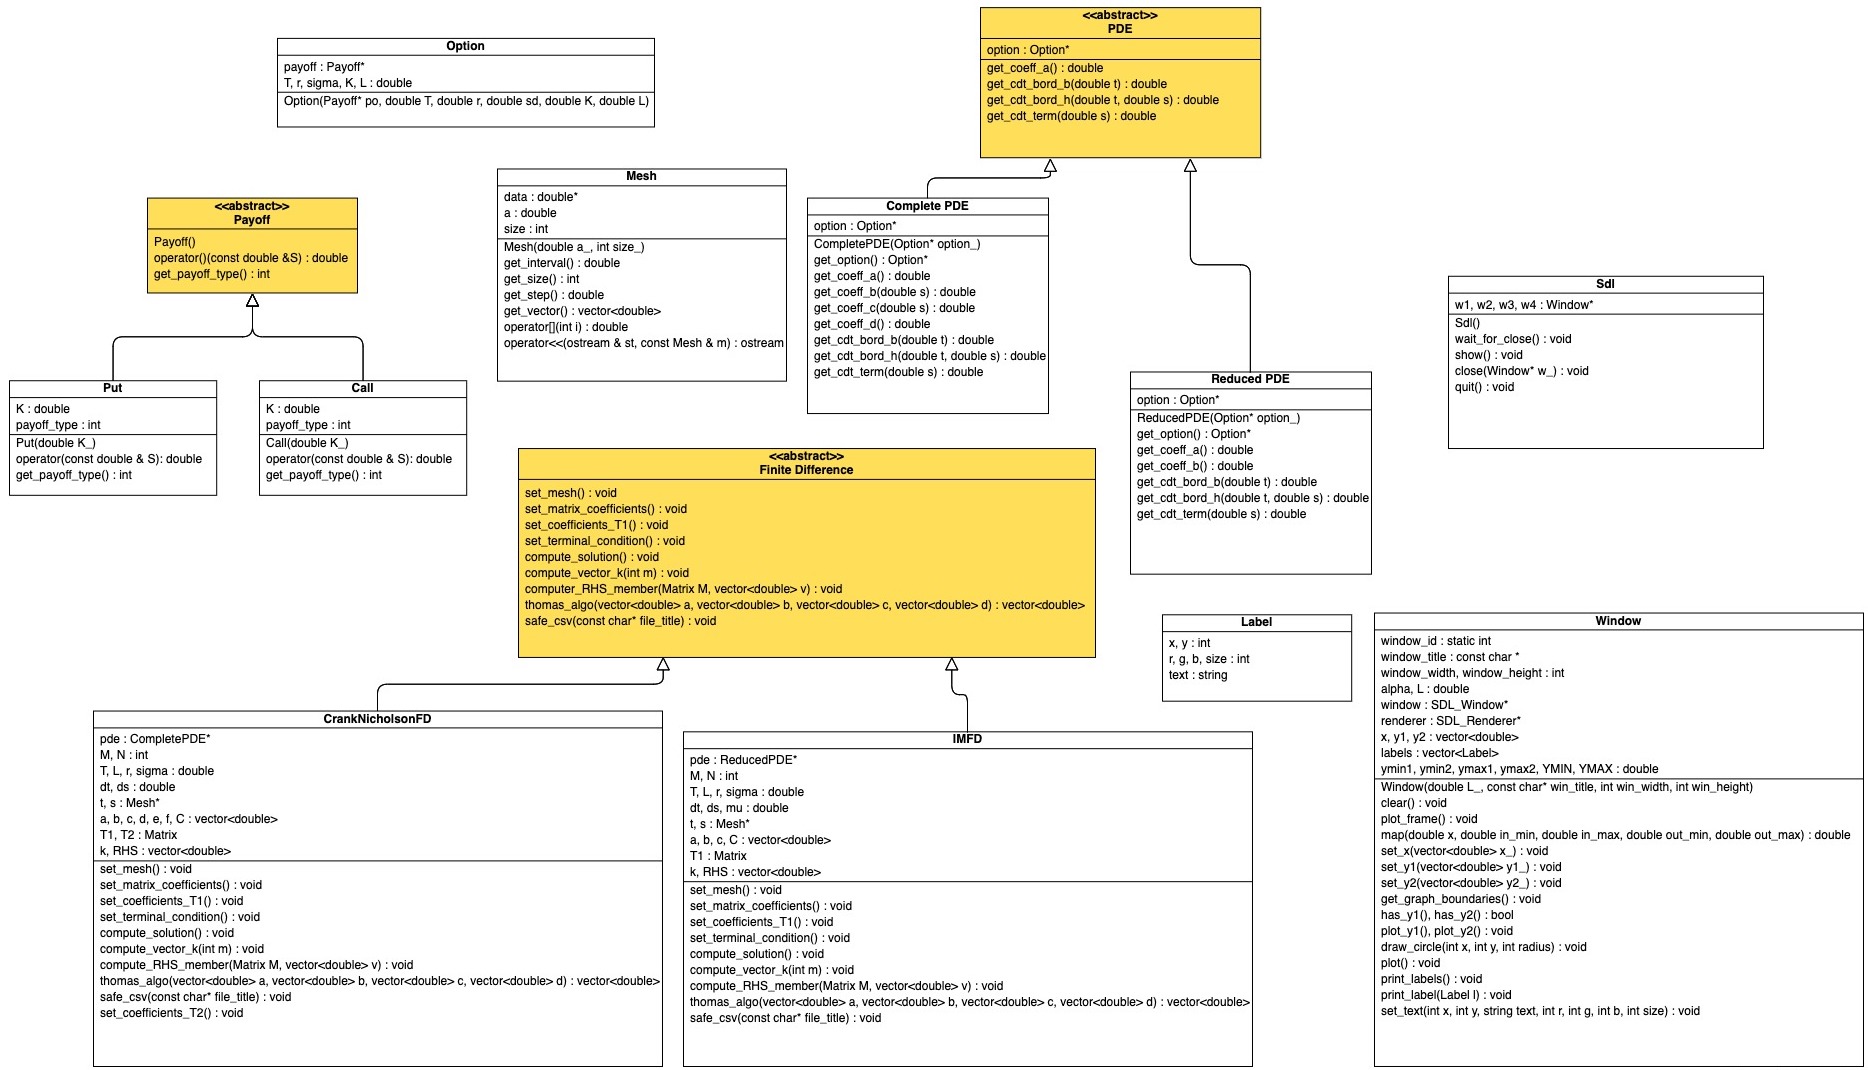 Option
payoff : Payoff*
T, r, sigma, K, L : double
Option(Payoff* po, double T, double r, double sd, double K, double L)
<<abstract>>
PDE
option : Option*
get_coeff_a() : double
get_cdt_bord_b(double t) : double
get_cdt_bord_h(double t, double s) : double
get_cdt_term(double s) : double
<<abstract>>
Payoff
Payoff()
operator()(const double &S) : double
get_payoff_type() : int
Mesh
data : double*
a : double
size : int
Mesh(double a_, int size_)
get_interval() : double
get_size() : int
get_step() : double
get_vector() : vector<double>
operator[](int i) : double
operator<<(ostream & st, const Mesh & m) : ostream
Complete PDE
option : Option*
CompletePDE(Option* option_)
get_option() : Option*
get_coeff_a() : double
get_coeff_b(double s) : double
get_coeff_c(double s) : double
get_coeff_d() : double
get_cdt_bord_b(double t) : double
get_cdt_bord_h(double t, double s) : double
get_cdt_term(double s) : double
Sdl
w1, w2, w3, w4 : Window*
Sdl()
wait_for_close() : void
show() : void
close(Window* w_) : void
quit() : void
Put
K : double
payoff_type : int
Put(double K_)
operator(const double & S): double
get_payoff_type() : int
Call
K : double
payoff_type : int
Call(double K_)
operator(const double & S): double
get_payoff_type() : int
Reduced PDE
option : Option*
ReducedPDE(Option* option_)
get_option() : Option*
get_coeff_a() : double
get_coeff_b() : double
get_cdt_bord_b(double t) : double
get_cdt_bord_h(double t, double s) : double
get_cdt_term(double s) : double
<<abstract>>
Finite Difference
set_mesh() : void
set_matrix_coefficients() : void
set_coefficients_T1() : void
set_terminal_condition() : void
compute_solution() : void
compute_vector_k(int m) : void
computer_RHS_member(Matrix M, vector<double> v) : void
thomas_algo(vector<double> a, vector<double> b, vector<double> c, vector<double> d) : vector<double>
safe_csv(const char* file_title) : void
Label
x, y : int
r, g, b, size : int
text : string
Window
window_id : static int
window_title : const char *
window_width, window_height : int
alpha, L : double
window : SDL_Window*
renderer : SDL_Renderer*
x, y1, y2 : vector<double>
labels : vector<Label>
ymin1, ymin2, ymax1, ymax2, YMIN, YMAX : double
Window(double L_, const char* win_title, int win_width, int win_height)
clear() : void
plot_frame() : void
map(double x, double in_min, double in_max, double out_min, double out_max) : double
set_x(vector<double> x_) : void
set_y1(vector<double> y1_) : void
set_y2(vector<double> y2_) : void
get_graph_boundaries() : void
has_y1(), has_y2() : bool
plot_y1(), plot_y2() : void
draw_circle(int x, int y, int radius) : void
plot() : void
print_labels() : void
print_label(Label l) : void
set_text(int x, int y, string text, int r, int g, int b, int size) : void
CrankNicholsonFD
pde : CompletePDE*
M, N : int
T, L, r, sigma : double
dt, ds : double
t, s : Mesh*
a, b, c, d, e, f, C : vector<double>
T1, T2 : Matrix
k, RHS : vector<double>
set_mesh() : void
set_matrix_coefficients() : void
set_coefficients_T1() : void
set_terminal_condition() : void
compute_solution() : void
compute_vector_k(int m) : void
compute_RHS_member(Matrix M, vector<double> v) : void
thomas_algo(vector<double> a, vector<double> b, vector<double> c, vector<double> d) : vector<double>
safe_csv(const char* file_title) : void
set_coefficients_T2() : void
IMFD
pde : ReducedPDE*
M, N : int
T, L, r, sigma : double
dt, ds, mu : double
t, s : Mesh*
a, b, c, C : vector<double>
T1 : Matrix
k, RHS : vector<double>
set_mesh() : void
set_matrix_coefficients() : void
set_coefficients_T1() : void
set_terminal_condition() : void
compute_solution() : void
compute_vector_k(int m) : void
compute_RHS_member(Matrix M, vector<double> v) : void
thomas_algo(vector<double> a, vector<double> b, vector<double> c, vector<double> d) : vector<double>
safe_csv(const char* file_title) : void